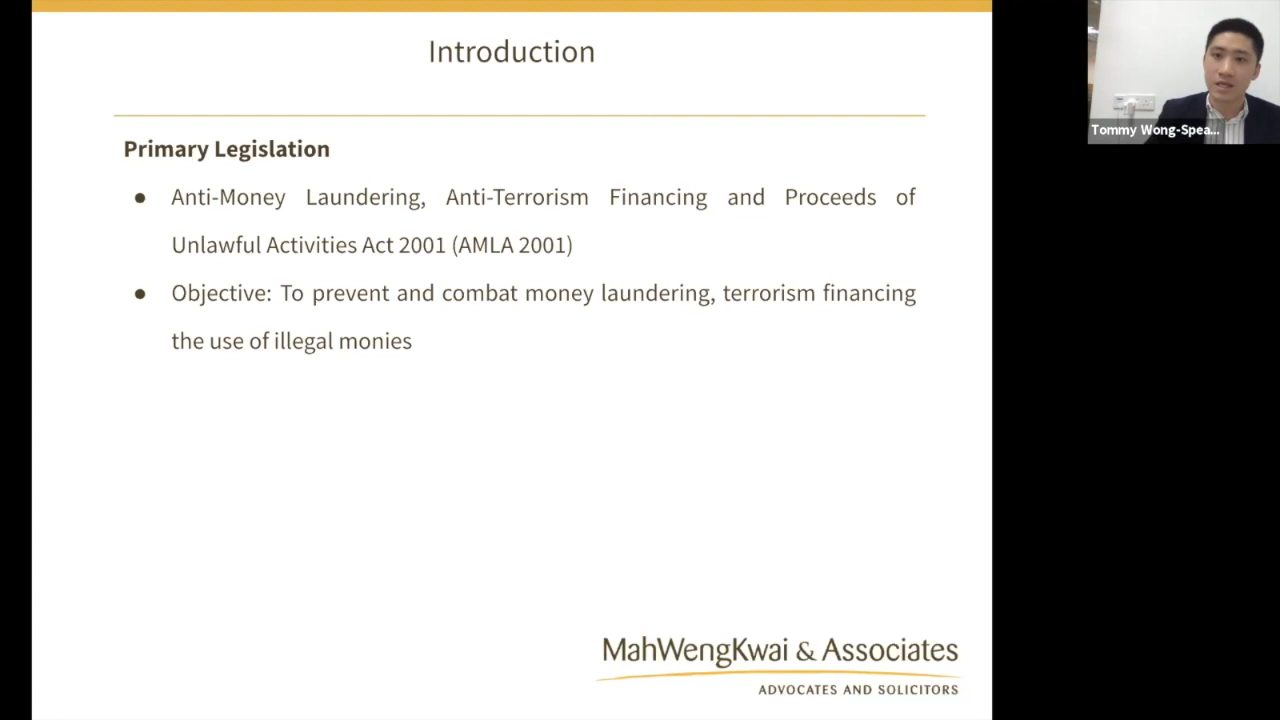 Introduction
Primary Legislation
● Anti-Money Laundering, Anti-Terrorism Financing and Proceeds of
Unlawful Activities Act 2001 (AMLA 2001)
● Objective: To prevent and combat money laundering, terrorism financing
the use of illegal monies
MahWengKwai & Associates
ADVOCATES AND SOLICITORS
Tommy Wong-Spea...